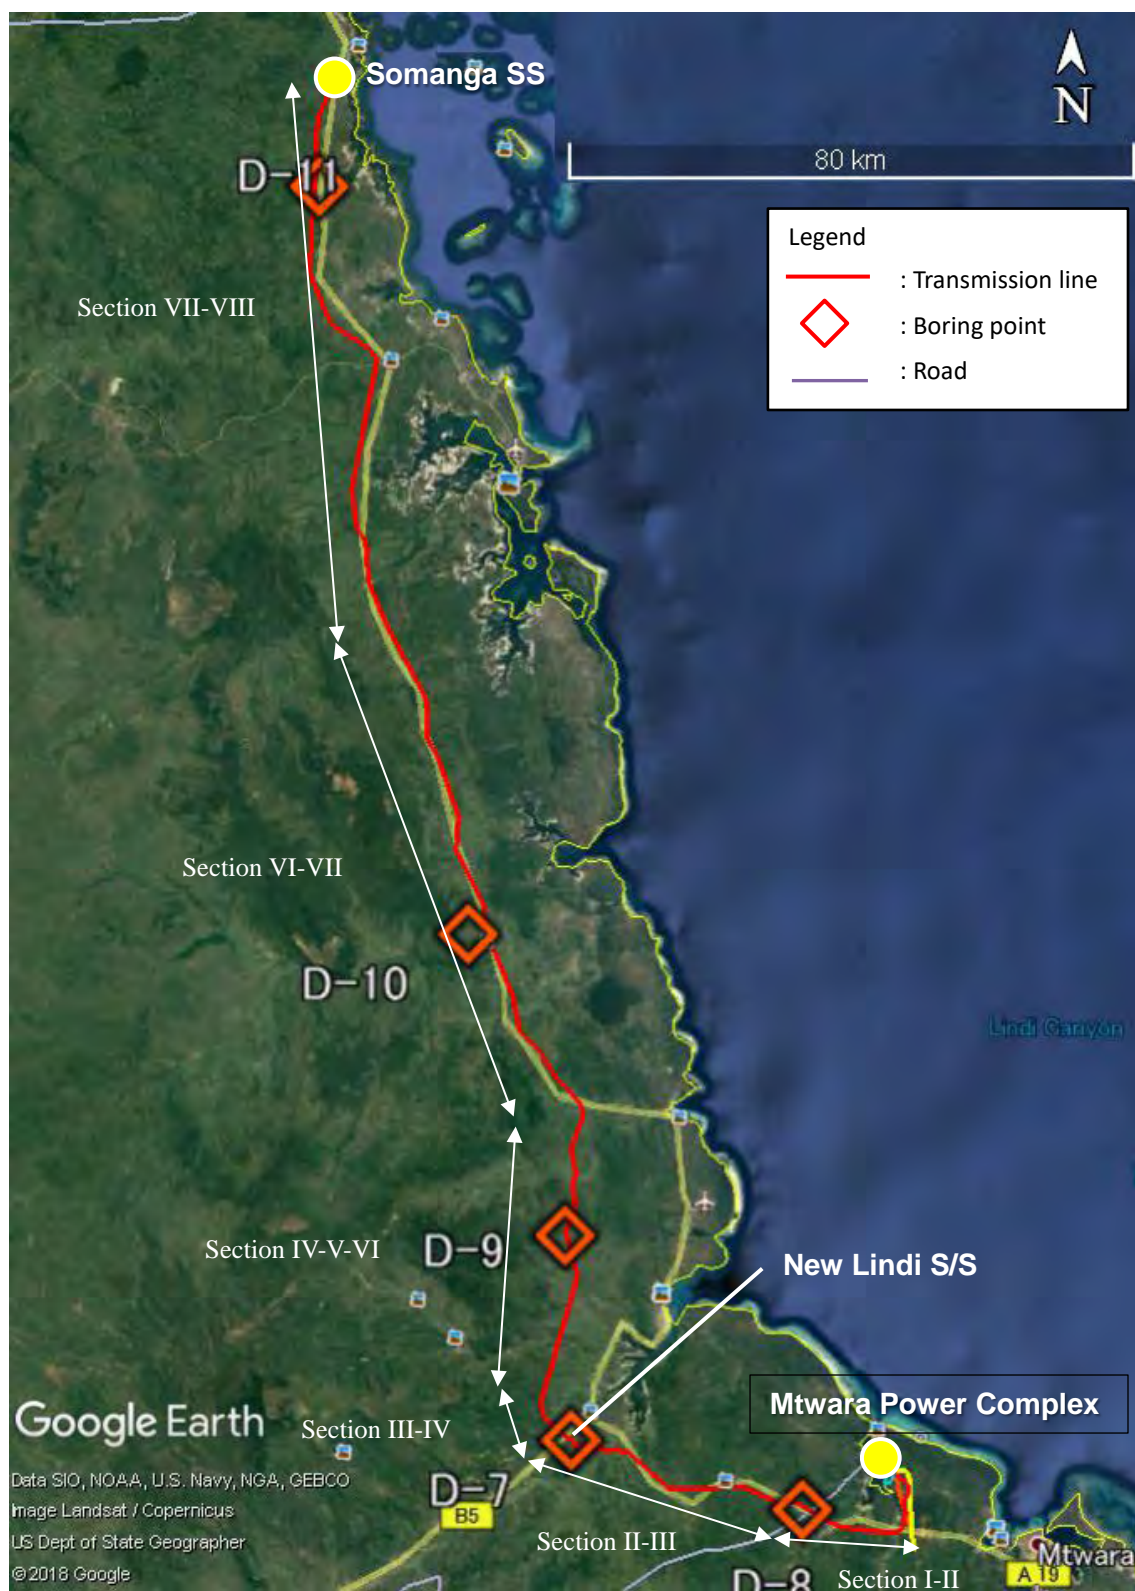 Somanga SS
N
80 km
D-11
Legend
: Transmission line
: Boring point
: Road
Section VII-VIII
Section VI-VII
D-10
Lindi Canyon
Section IV-V-VI
D-9
New Lindi S/S
Mtwara Power Complex
Google Earth
Section III-IV
Data SIO, NOAA, U.S. Navy, NGA, GEBCO
Image Landsat / Copernicus
US Dept of State Geographer
©2018 Google
D-7
B5
Section II-III
D-8
Section I-II
Mtwara
A 19